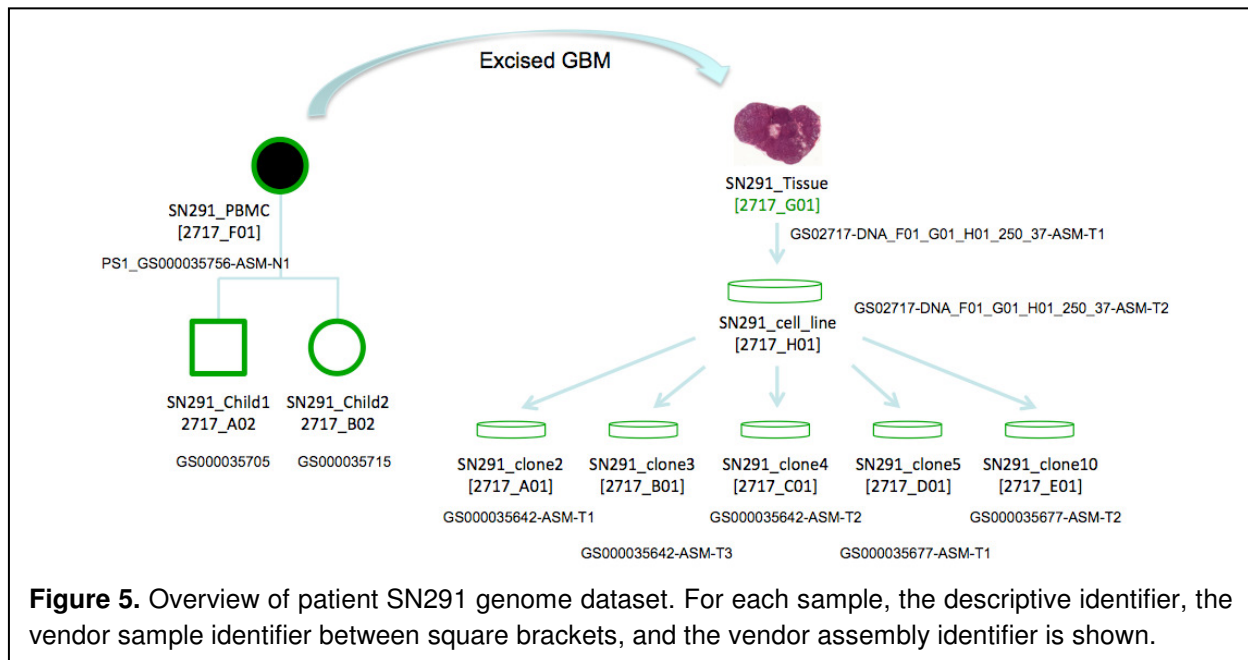 Excised GBM
SN291_PBMC
[2717_F01]
PS1_GS000035756-ASM-N1
SN291_Child1
2717_A02
GS000035705
SN291_Child2
2717_B02
GS000035715
SN291_Tissue
[2717_G01]
GS02717-DNA_F01_G01_H01_250_37-ASM-T1
SN291_cell_line
[2717_H01]
GS02717-DNA_F01_G01_H01_250_37-ASM-T2
SN291_clone2
[2717_A01]
GS000035642-ASM-T1
SN291_clone3
[2717_B01]
GS000035642-ASM-T3
SN291_clone4
[2717_C01]
GS000035642-ASM-T2
SN291_clone5
[2717_D01]
GS000035677-ASM-T1
SN291_clone10
[2717_E01]
GS000035677-ASM-T2
Figure 5. Overview of patient SN291 genome dataset. For each sample, the descriptive identifier, the
vendor sample identifier between square brackets, and the vendor assembly identifier is shown.